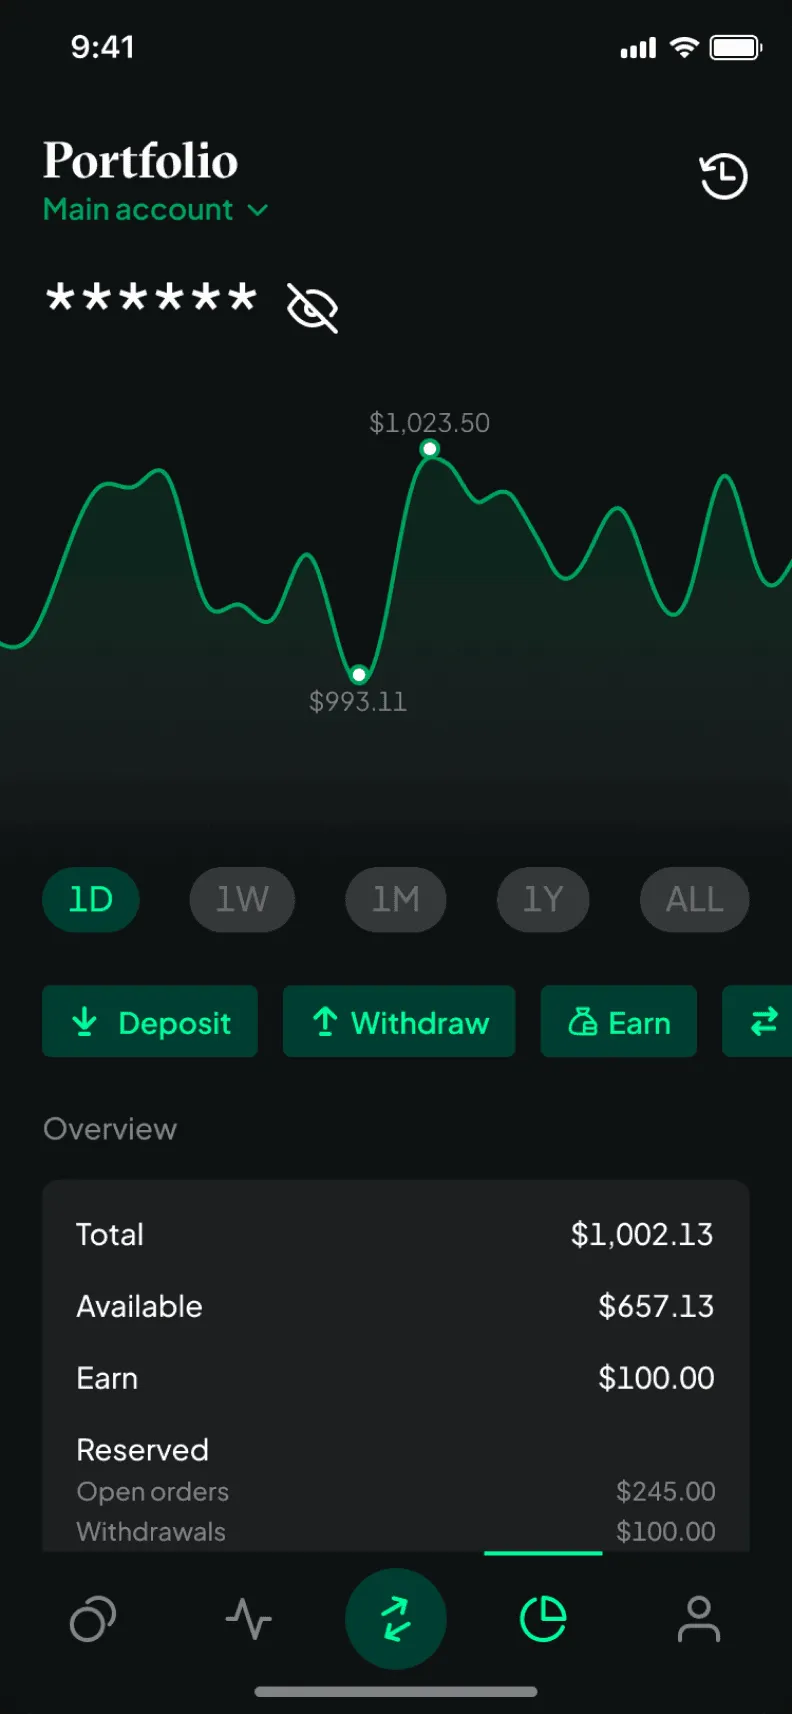 9:41
Portfolio
Main account
******
$1,023.50
$993.11
1D 1W 1M 1Y ALL
Deposit Withdraw Earn
Overview
Total $1,002.13
Available $657.13
Earn $100.00
Reserved
Open orders $245.00
Withdrawals $100.00